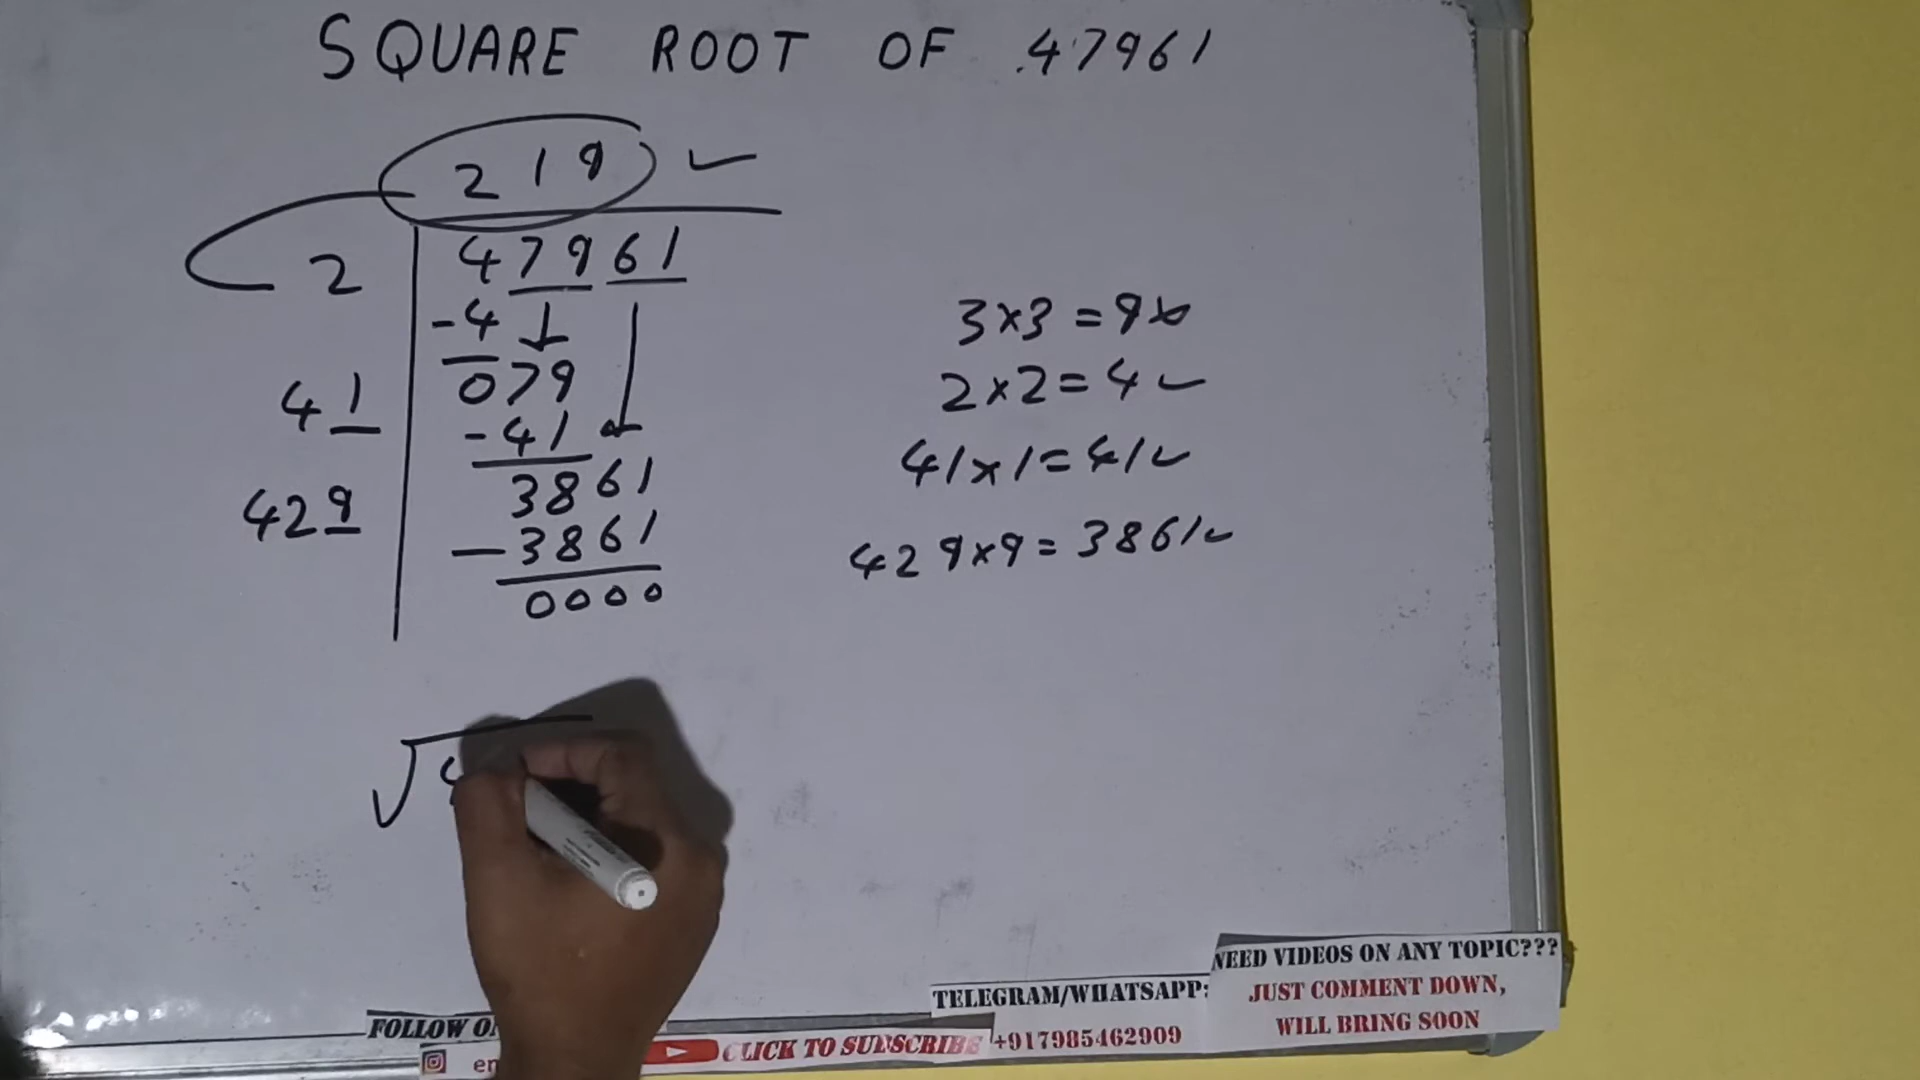 SQUARE ROOT OF 47961
219 ✓
2 47961
-4
079
41 -41
3861
429 -3861
0000
3×3=9×
2×2=4✓
41×1=41✓
429×9=3861✓
√4
NEED VIDEOS ON ANY TOPIC???
JUST COMMENT DOWN,
WILL BRING SOON
TELEGRAM/WHATSAPP:
+917985462909
FOLLOW
CLICK TO SUBSCRIBE